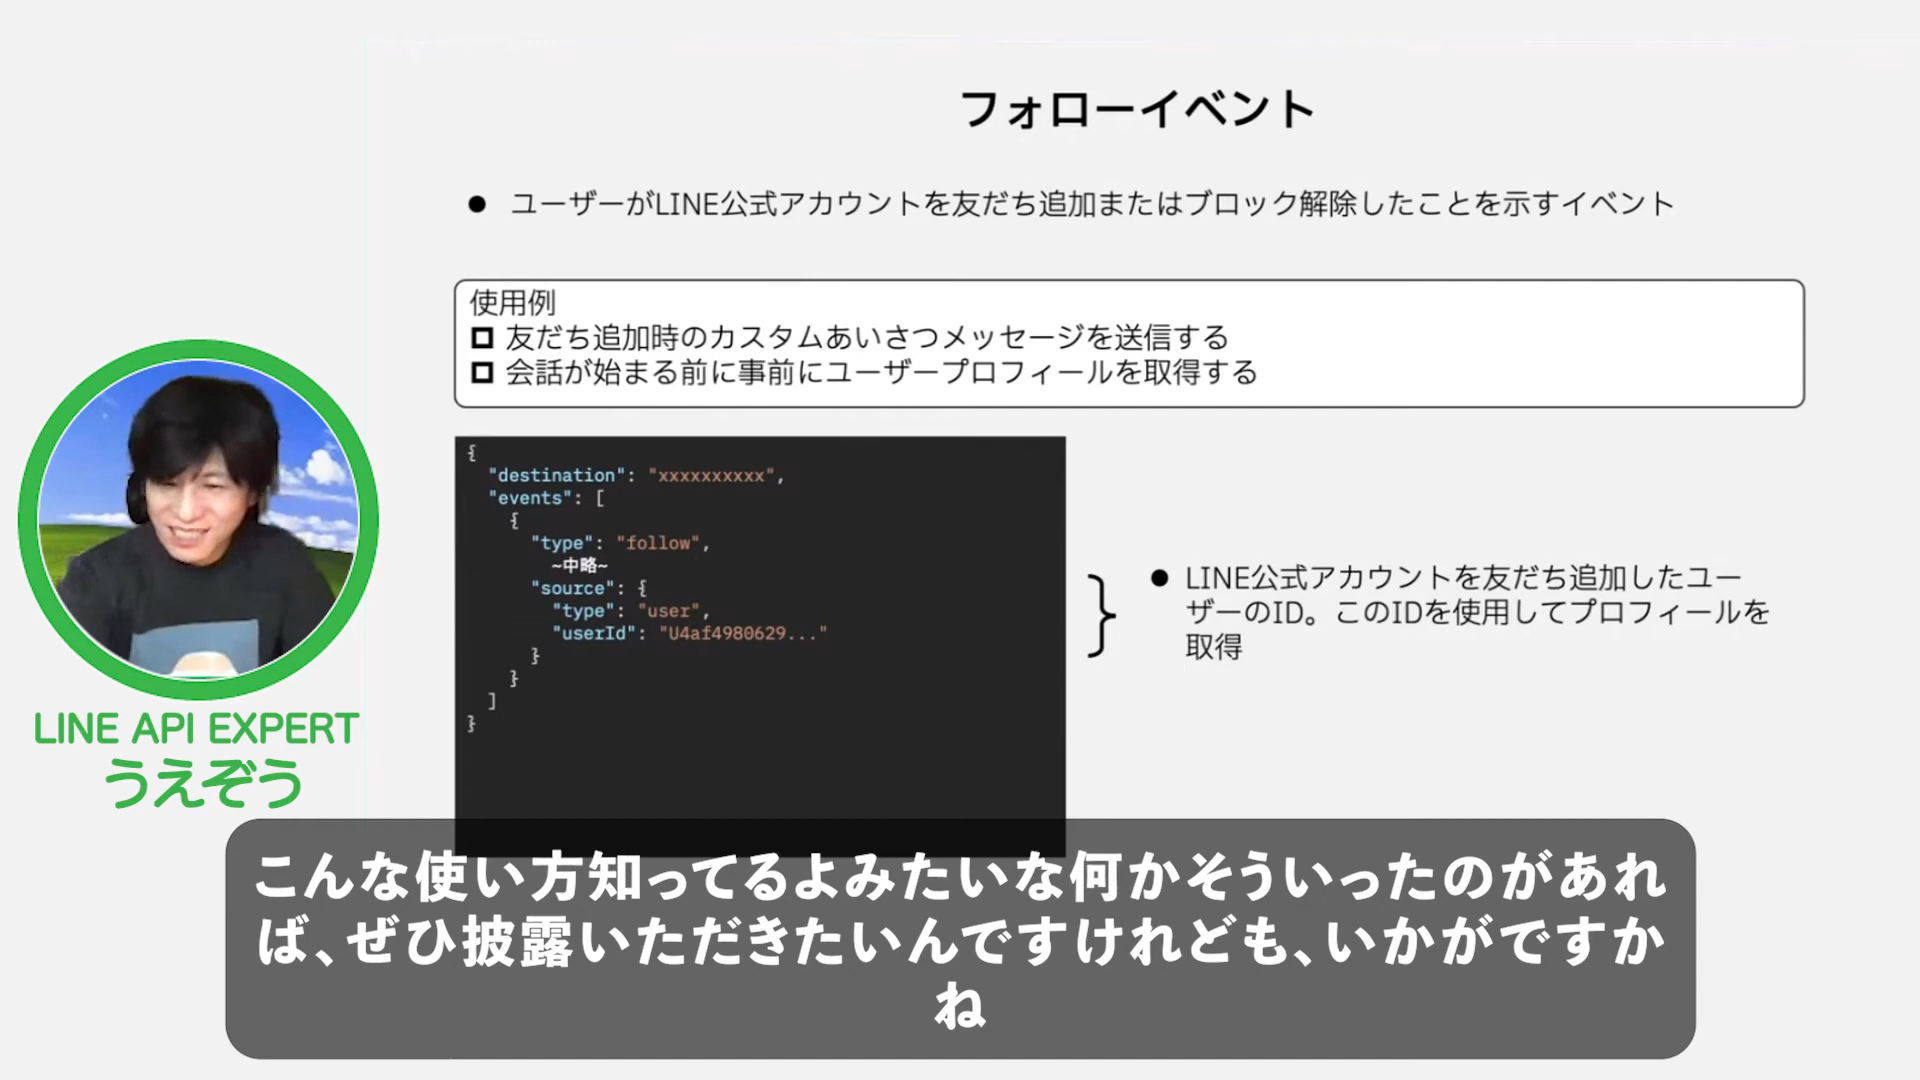 フォローイベント
● ユーザーがLINE公式アカウントを友だち追加またはブロック解除したことを示すイベント
使用例
友だち追加時のカスタムあいさつメッセージを送信する
会話が始まる前に事前にユーザープロフィールを取得する
{
"destination": "xxxxxxxxxx",
"events": [
{
"type": "follow",
~中略~
"source": {
"type": "user",
"userId": "U4af4980629..."
}
}
]
}
● LINE公式アカウントを友だち追加したユー
ザーのID。このIDを使用してプロフィールを
取得
LINE API EXPERT
うえぞう
こんな使い方知ってるよみたいな何かそういったのがあれ
ば、ぜひ披露いただきたいんですけれども、いかがですか
ね